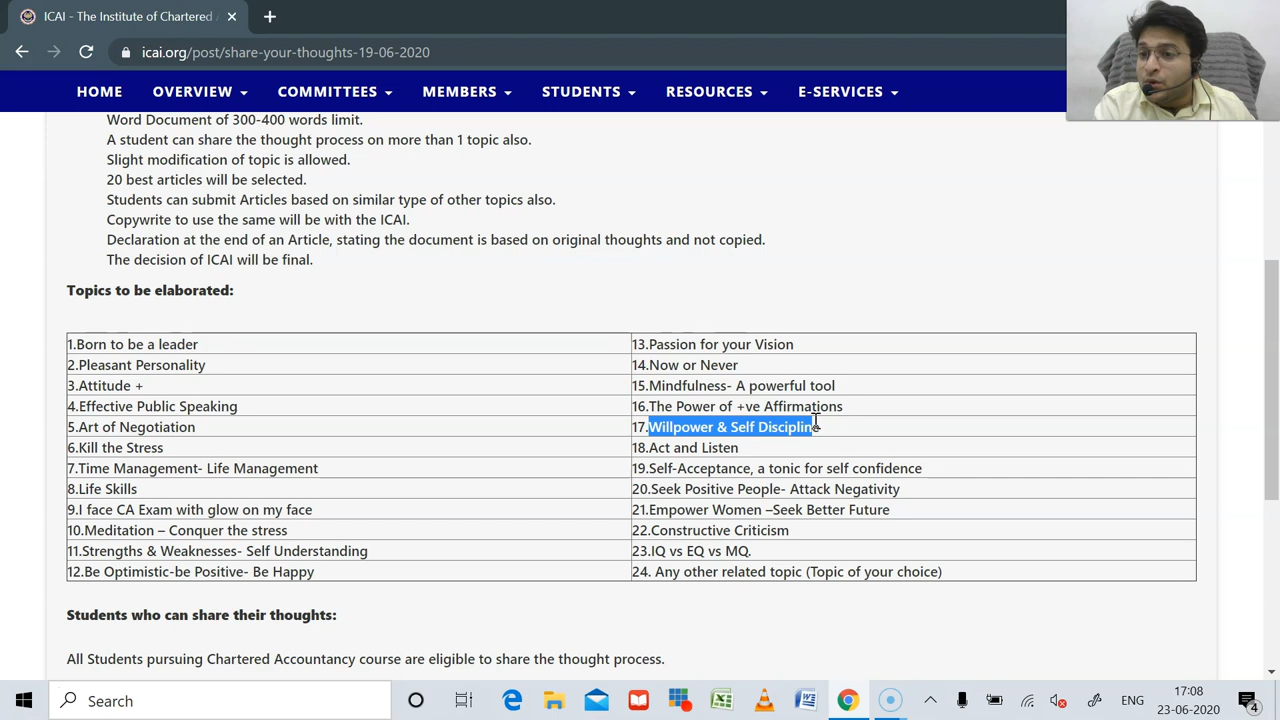 ICAI - The Institute of Chartered A
icai.org/post/share-your-thoughts-19-06-2020
HOME OVERVIEW COMMITTEES MEMBERS STUDENTS RESOURCES E-SERVICES
Word Document of 300-400 words limit.
A student can share the thought process on more than 1 topic also.
Slight modification of topic is allowed.
20 best articles will be selected.
Students can submit Articles based on similar type of other topics also.
Copywrite to use the same will be with the ICAI.
Declaration at the end of an Article, stating the document is based on original thoughts and not copied.
The decision of ICAI will be final.
Topics to be elaborated:
1.Born to be a leader
2.Pleasant Personality
3.Attitude +
4.Effective Public Speaking
5.Art of Negotiation
6.Kill the Stress
7.Time Management- Life Management
8.Life Skills
9.I face CA Exam with glow on my face
10.Meditation – Conquer the stress
11.Strengths & Weaknesses- Self Understanding
12.Be Optimistic-be Positive- Be Happy
13.Passion for your Vision
14.Now or Never
15.Mindfulness- A powerful tool
16.The Power of +ve Affirmations
17.Willpower & Self Discipline
18.Act and Listen
19.Self-Acceptance, a tonic for self confidence
20.Seek Positive People- Attack Negativity
21.Empower Women –Seek Better Future
22.Constructive Criticism
23.IQ vs EQ vs MQ.
24. Any other related topic (Topic of your choice)
Students who can share their thoughts:
All Students pursuing Chartered Accountancy course are eligible to share the thought process.
Search
ENG
17:08
23-06-2020
4